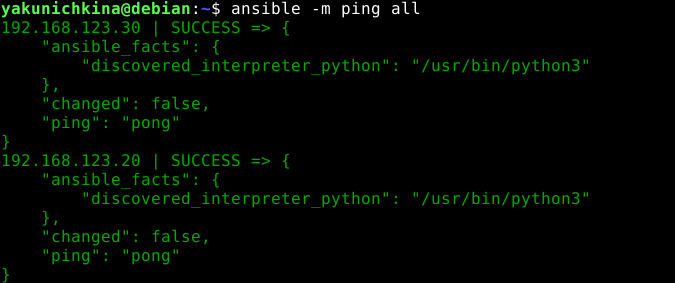 yakunichkina@debian:~$ ansible -m ping all
192.168.123.30 | SUCCESS => {
    "ansible_facts": {
        "discovered_interpreter_python": "/usr/bin/python3"
    },
    "changed": false,
    "ping": "pong"
}
192.168.123.20 | SUCCESS => {
    "ansible_facts": {
        "discovered_interpreter_python": "/usr/bin/python3"
    },
    "changed": false,
    "ping": "pong"
}